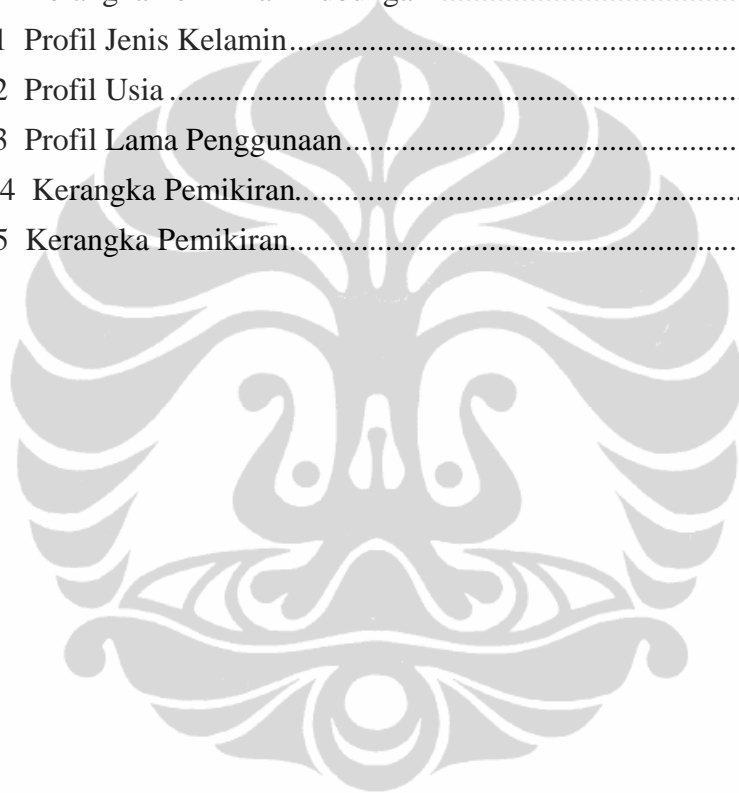 1 Profil Jenis Kelamin..........................................................
2 Profil Usia ..........................................................................
3 Profil Lama Penggunaan...................................................
4 Kerangka Pemikiran..........................................................
5 Kerangka Pemikiran..........................................................